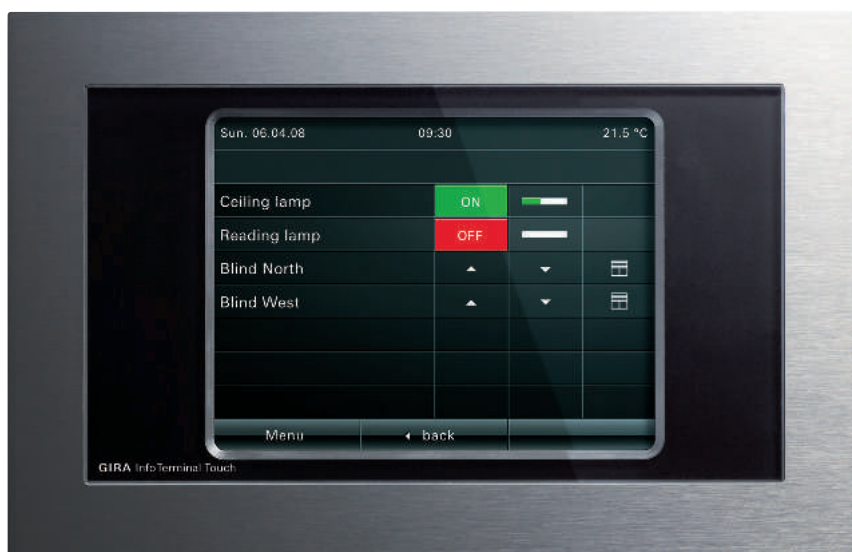 Sun. 06.04.08 09:30 21.5 °C
Ceiling lamp ON
Reading lamp OFF
Blind North
Blind West
Menu back
GIRA InfoTerminal Touch